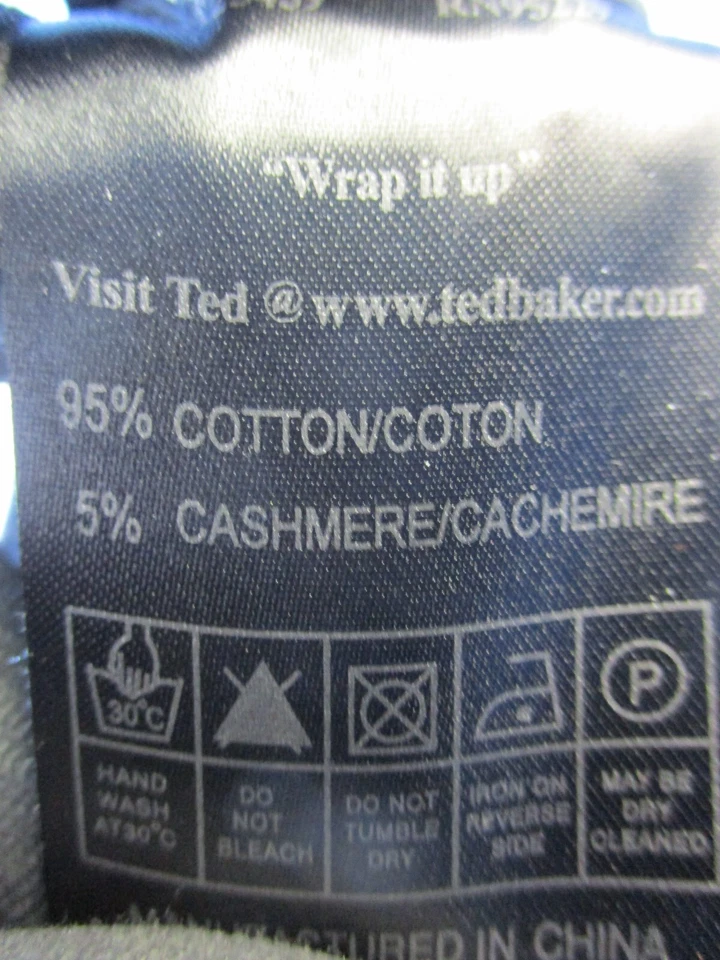 “Wrap it up”
Visit Ted @ www.tedbaker.com
95% COTTON/COTON
5% CASHMERE/CACHEMIRE
30°C
P
HAND WASH AT 30°C
DO NOT BLEACH
DO NOT TUMBLE DRY
IRON ON REVERSE SIDE
MAY BE DRY CLEANED
MANUFACTURED IN CHINA